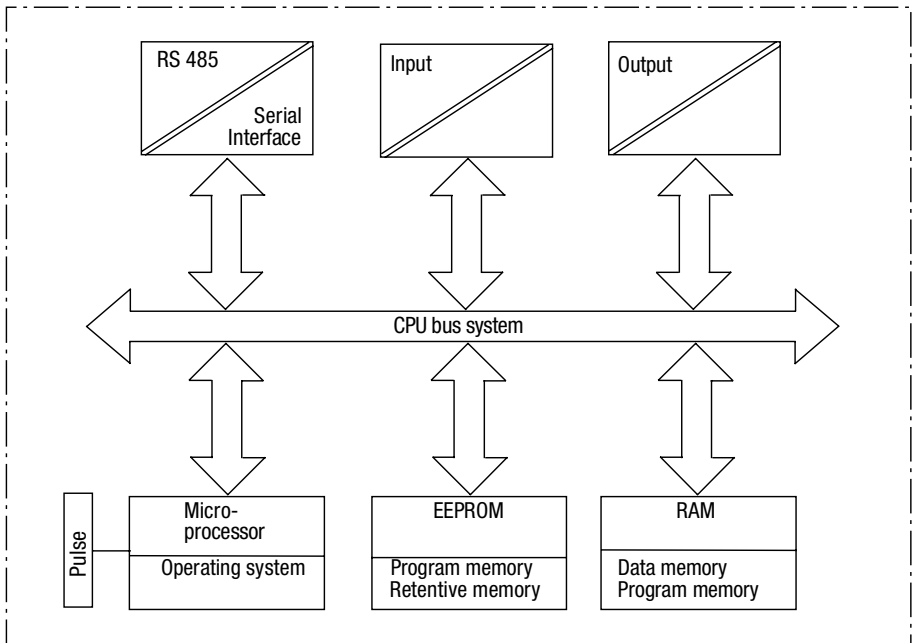 RS 485
Serial
Interface
Input
Output
CPU bus system
Pulse
Micro-
processor
Operating system
EEPROM
Program memory
Retentive memory
RAM
Data memory
Program memory